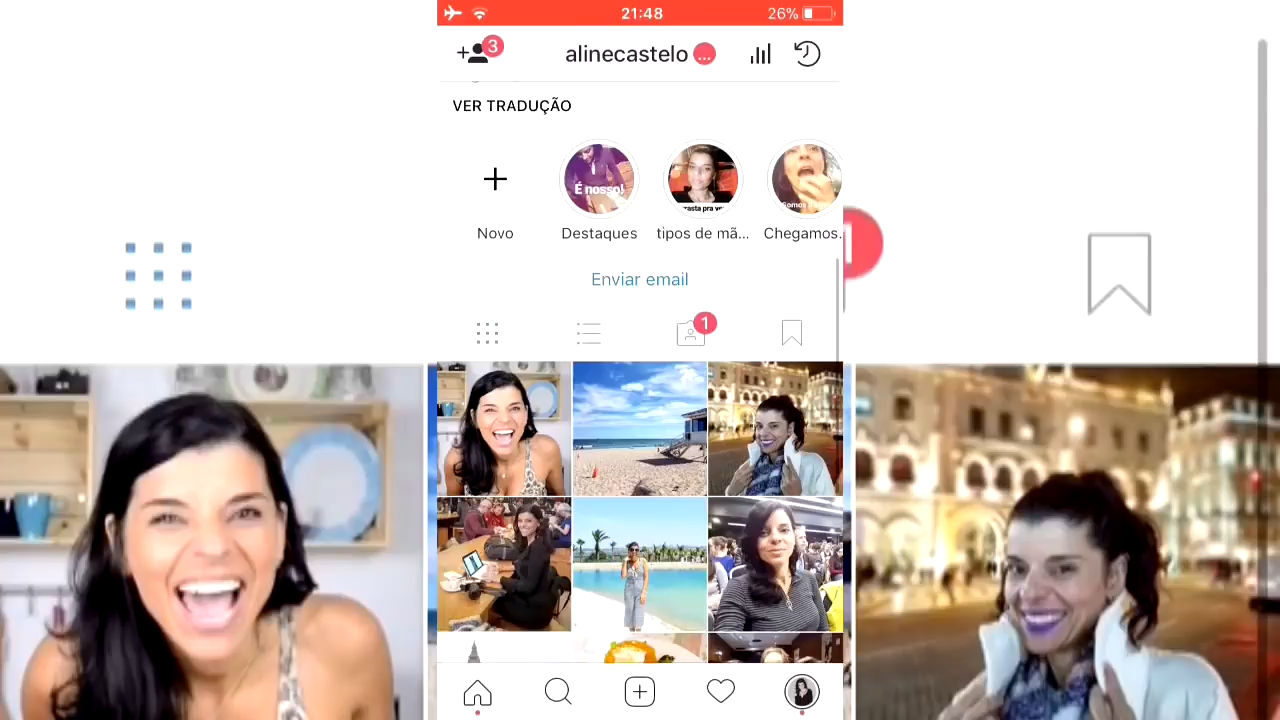 21:48
26%
3
alinecastelo
...
VER TRADUÇÃO
É nosso!
Novo
Destaques
tipos de mã...
Chegamos.
Enviar email
1